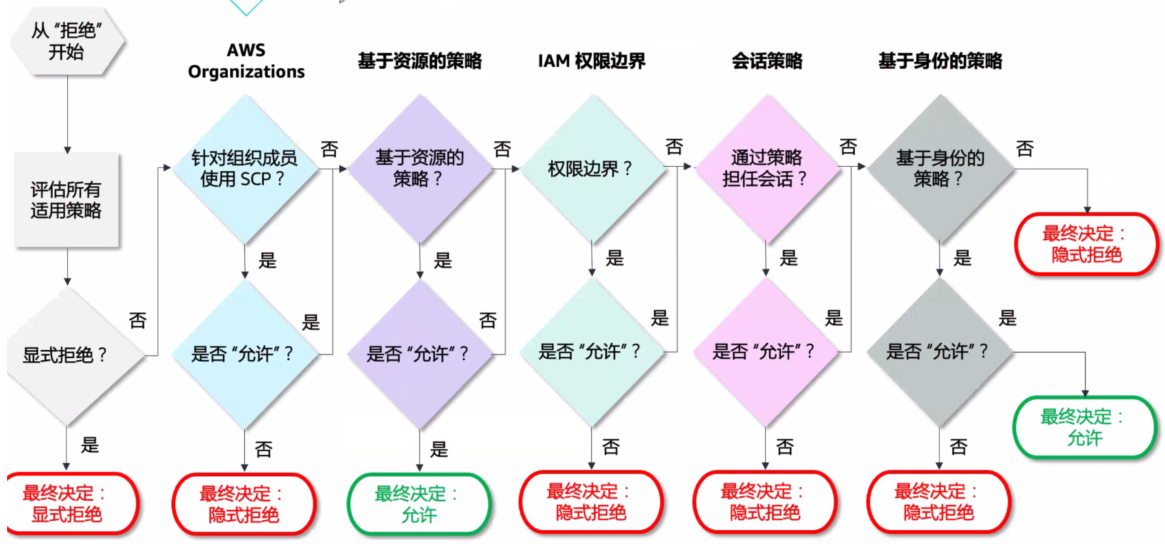 从 “拒绝”
开始
评估所有
适用策略
显式拒绝？
否
是
最终决定：
显式拒绝
AWS
Organizations
针对组织成员
使用 SCP？
否
是
是否 “允许”？
是
否
最终决定：
隐式拒绝
基于资源的策略
基于资源的
策略？
否
是
是否 “允许”？
否
是
最终决定：
允许
IAM 权限边界
权限边界？
否
是
是否 “允许”？
是
否
最终决定：
隐式拒绝
会话策略
通过策略
担任会话？
否
是
是否 “允许”？
是
否
最终决定：
隐式拒绝
基于身份的策略
基于身份的
策略？
否
最终决定：
隐式拒绝
是
是否 “允许”？
是
最终决定：
允许
否
最终决定：
隐式拒绝